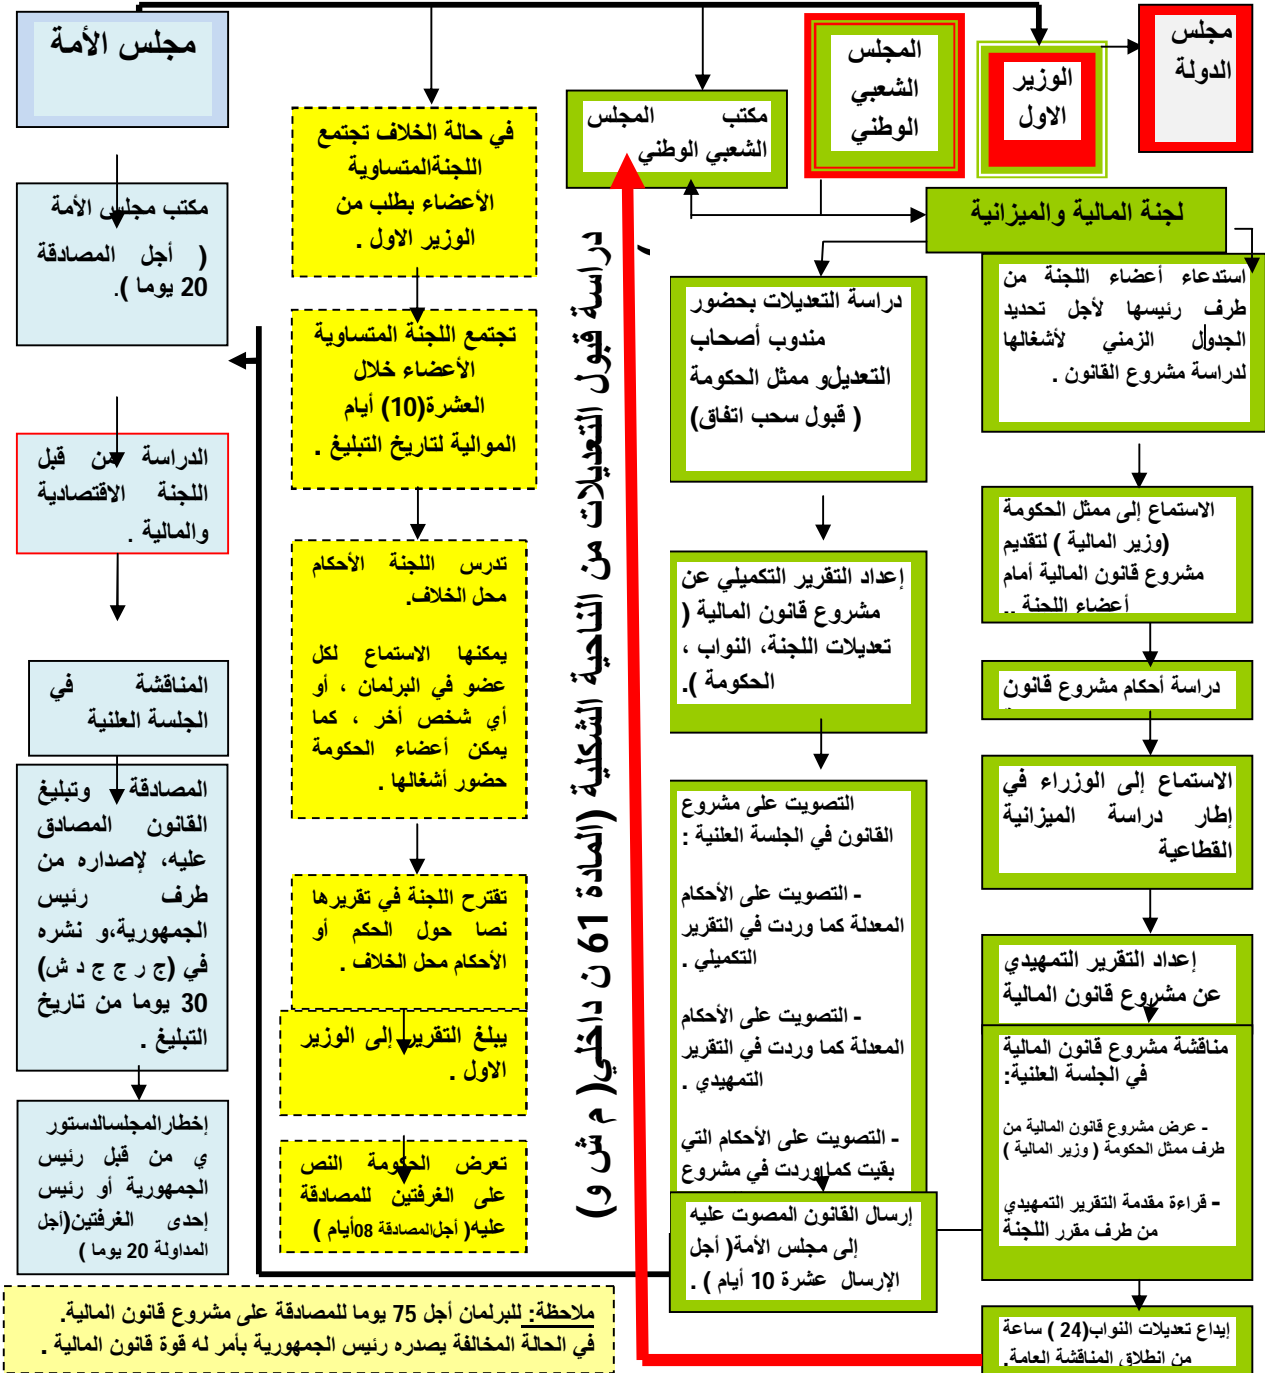 مجلس
الدولة
الوزير
الاول
المجلس
الشعبي
الوطني
مكتب المجلس
الشعبي الوطني
مجلس الأمة
لجنة المالية والميزانية
استدعاء أعضاء اللجنة من
طرف رئيسها لأجل تحديد
الجدول الزمني لأشغالها
لدراسة مشروع القانون .
الاستماع إلى ممثل الحكومة
(وزير المالية ) لتقديم
مشروع قانون المالية أمام
أعضاء اللجنة ..
دراسة أحكام مشروع قانون
الاستماع إلى الوزراء في
إطار دراسة الميزانية
القطاعية
إعداد التقرير التمهيدي
عن مشروع قانون المالية
مناقشة مشروع قانون المالية
في الجلسة العلنية:
- عرض مشروع قانون المالية من
طرف ممثل الحكومة ( وزير المالية )
- قراءة مقدمة التقرير التمهيدي
من طرف مقرر اللجنة
إيداع تعديلات النواب(24 ) ساعة
من انطلاق المناقشة العامة.
دراسة التعديلات بحضور
مندوب أصحاب
التعديلو ممثل الحكومة
( قبول سحب اتفاق)
إعداد التقرير التكميلي عن
مشروع قانون المالية (
تعديلات اللجنة، النواب ،
الحكومة ).
التصويت على مشروع
القانون في الجلسة العلنية :
- التصويت على الأحكام
المعدلة كما وردت في التقرير
التكميلي .
- التصويت على الأحكام
المعدلة كما وردت في التقرير
التمهيدي .
- التصويت على الأحكام التي
بقيت كما وردت في مشروع
إرسال القانون المصوت عليه
إلى مجلس الأمة( أجل
الإرسال عشرة 10 أيام ) .
دراسة قبول التعديلات من الناحية الشكلية (المادة 61 ن داخلي( م ش و)
في حالة الخلاف تجتمع
اللجنةالمتساوية
الأعضاء بطلب من
الوزير الاول .
تجتمع اللجنة المتساوية
الأعضاء خلال
العشرة(10) أيام
الموالية لتاريخ التبليغ .
تدرس اللجنة الأحكام
محل الخلاف.
يمكنها الاستماع لكل
عضو في البرلمان ، أو
أي شخص أخر ، كما
يمكن أعضاء الحكومة
حضور أشغالها .
تقترح اللجنة في تقريرها
نصا حول الحكم أو
الأحكام محل الخلاف .
يبلغ التقرير إلى الوزير
الاول .
تعرض الحكومة النص
على الغرفتين للمصادقة
عليه( أجلالمصادقة 08أيام )
مكتب مجلس الأمة
( أجل المصادقة
20 يوما ).
الدراسة من قبل
اللجنة الاقتصادية
والمالية .
المناقشة في
الجلسة العلنية
المصادقة وتبليغ
القانون المصادق
عليه، لإصداره من
طرف رئيس
الجمهورية،و نشره
في (ج ر ج ج د ش)
30 يوما من تاريخ
التبليغ .
إخطارالمجلسالدستور
ي من قبل رئيس
الجمهورية أو رئيس
إحدى الغرفتين(أجل
المداولة 20 يوما )
ملاحظة: للبرلمان أجل 75 يوما للمصادقة على مشروع قانون المالية.
في الحالة المخالفة يصدره رئيس الجمهورية بأمر له قوة قانون المالية .